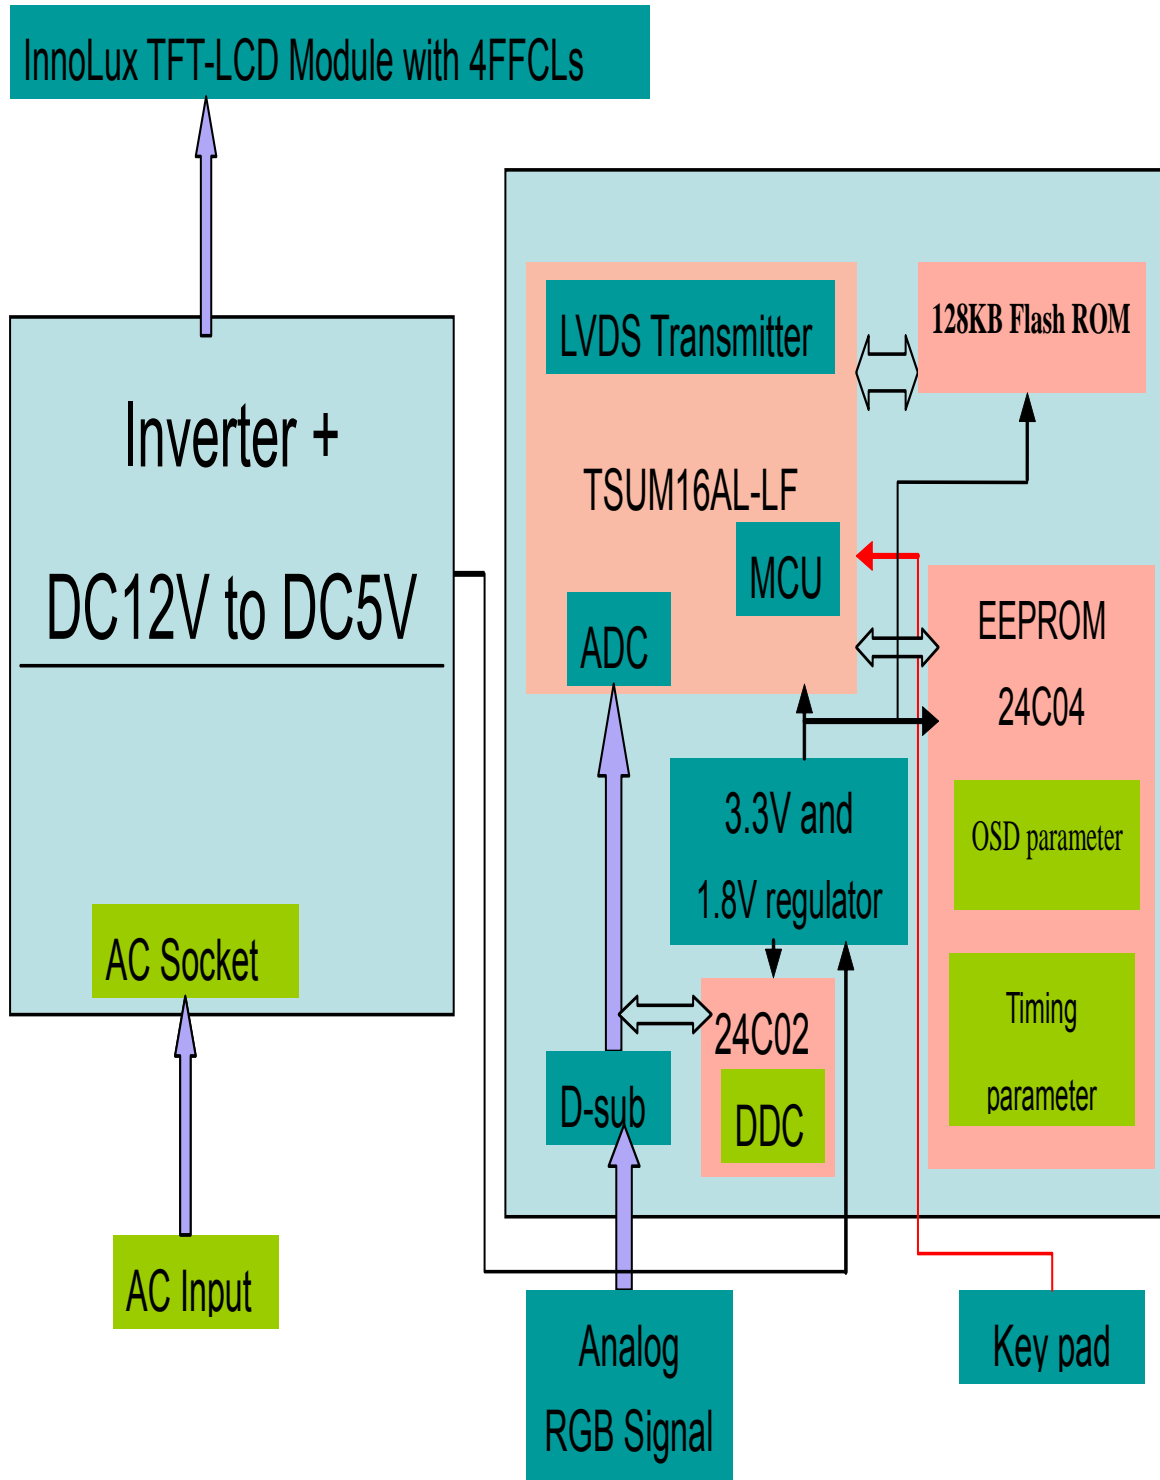 InnoLux TFT-LCD Module with 4FFCLs
Inverter +
DC12V to DC5V
AC Socket
AC Input
LVDS Transmitter
128KB Flash ROM
TSUM16AL-LF
MCU
ADC
EEPROM
24C04
3.3V and
1.8V regulator
OSD parameter
Timing
parameter
24C02
DDC
D-sub
Analog
RGB Signal
Key pad